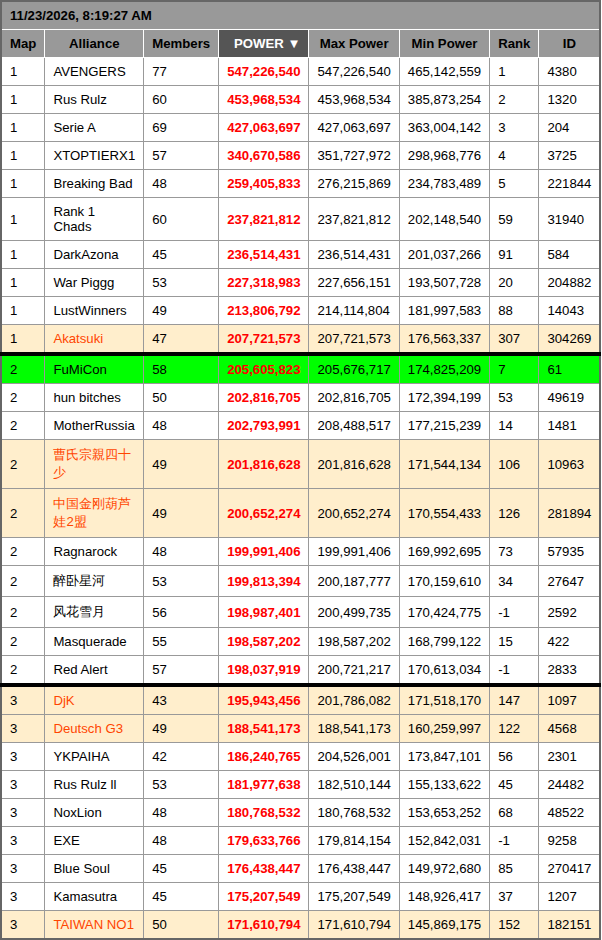 11/23/2026, 8:19:27 AM
Map Alliance Members POWER ▼ Max Power Min Power Rank ID
1 AVENGERS 77 547,226,540 547,226,540 465,142,559 1 4380
1 Rus Rulz 60 453,968,534 453,968,534 385,873,254 2 1320
1 Serie A 69 427,063,697 427,063,697 363,004,142 3 204
1 XTOPTIERX1 57 340,670,586 351,727,972 298,968,776 4 3725
1 Breaking Bad 48 259,405,833 276,215,869 234,783,489 5 221844
1 Rank 1 Chads 60 237,821,812 237,821,812 202,148,540 59 31940
1 DarkAzona 45 236,514,431 236,514,431 201,037,266 91 584
1 War Piggg 53 227,318,983 227,656,151 193,507,728 20 204882
1 LustWinners 49 213,806,792 214,114,804 181,997,583 88 14043
1 Akatsuki 47 207,721,573 207,721,573 176,563,337 307 304269
2 FuMiCon 58 205,605,823 205,676,717 174,825,209 7 61
2 hun bitches 50 202,816,705 202,816,705 172,394,199 53 49619
2 MotherRussia 48 202,793,991 208,488,517 177,215,239 14 1481
2 曹氏宗親四十少 49 201,816,628 201,816,628 171,544,134 106 10963
2 中国金刚葫芦娃2盟 49 200,652,274 200,652,274 170,554,433 126 281894
2 Ragnarock 48 199,991,406 199,991,406 169,992,695 73 57935
2 醉卧星河 53 199,813,394 200,187,777 170,159,610 34 27647
2 风花雪月 56 198,987,401 200,499,735 170,424,775 -1 2592
2 Masquerade 55 198,587,202 198,587,202 168,799,122 15 422
2 Red Alert 57 198,037,919 200,721,217 170,613,034 -1 2833
3 DjK 43 195,943,456 201,786,082 171,518,170 147 1097
3 Deutsch G3 49 188,541,173 188,541,173 160,259,997 122 4568
3 YKPAIHA 42 186,240,765 204,526,001 173,847,101 56 2301
3 Rus Rulz ll 53 181,977,638 182,510,144 155,133,622 45 24482
3 NoxLion 48 180,768,532 180,768,532 153,653,252 68 48522
3 EXE 48 179,633,766 179,814,154 152,842,031 -1 9258
3 Blue Soul 45 176,438,447 176,438,447 149,972,680 85 270417
3 Kamasutra 45 175,207,549 175,207,549 148,926,417 37 1207
3 TAIWAN NO1 50 171,610,794 171,610,794 145,869,175 152 182151